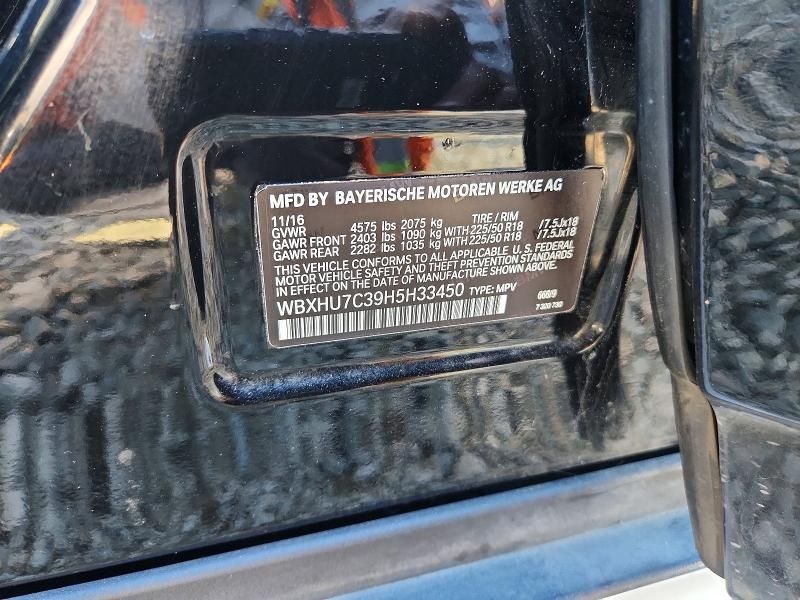 MFD BY BAYERISCHE MOTOREN WERKE AG
11/16 TIRE / RIM
GVWR 4575 lbs 2075 kg
GAWR FRONT 2403 lbs 1090 kg WITH 225/50 R18 /7.5Jx18
GAWR REAR 2282 lbs 1035 kg WITH 225/50 R18 /7.5Jx18
THIS VEHICLE CONFORMS TO ALL APPLICABLE U.S. FEDERAL
MOTOR VEHICLE SAFETY AND THEFT PREVENTION STANDARDS
IN EFFECT ON THE DATE OF MANUFACTURE SHOWN ABOVE.
WBXHU7C39H5H33450 TYPE: MPV